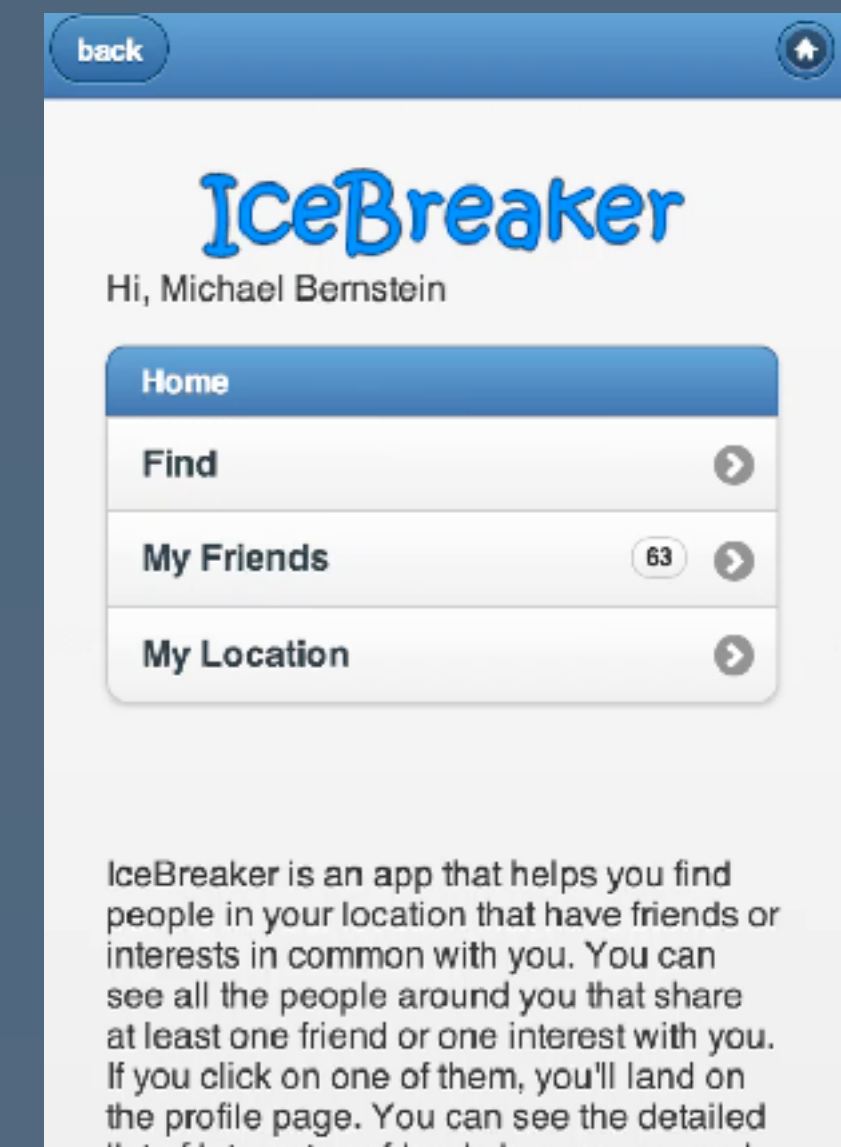 back
IceBreaker
Hi, Michael Bernstein
Home
Find
My Friends 63
My Location
IceBreaker is an app that helps you find
people in your location that have friends or
interests in common with you. You can
see all the people around you that share
at least one friend or one interest with you.
If you click on one of them, you'll land on
the profile page. You can see the detailed